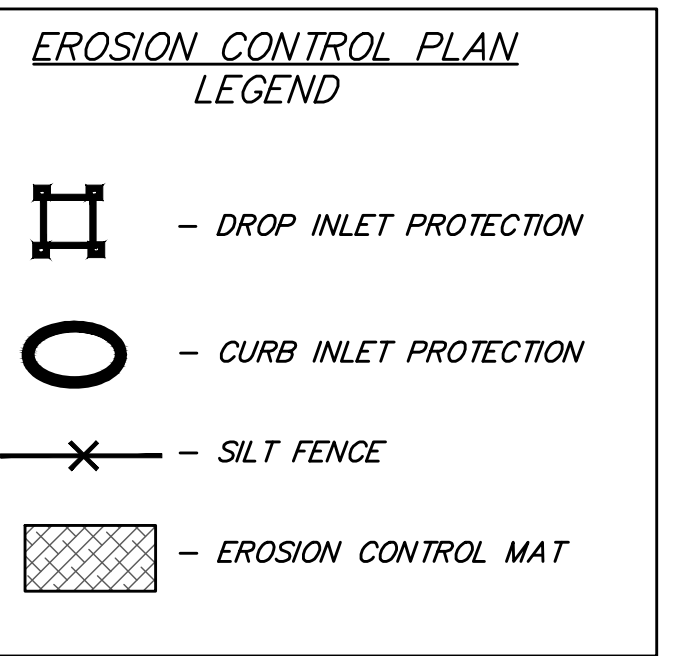 EROSION CONTROL PLAN
LEGEND
- DROP INLET PROTECTION
- CURB INLET PROTECTION
- SILT FENCE
- EROSION CONTROL MAT